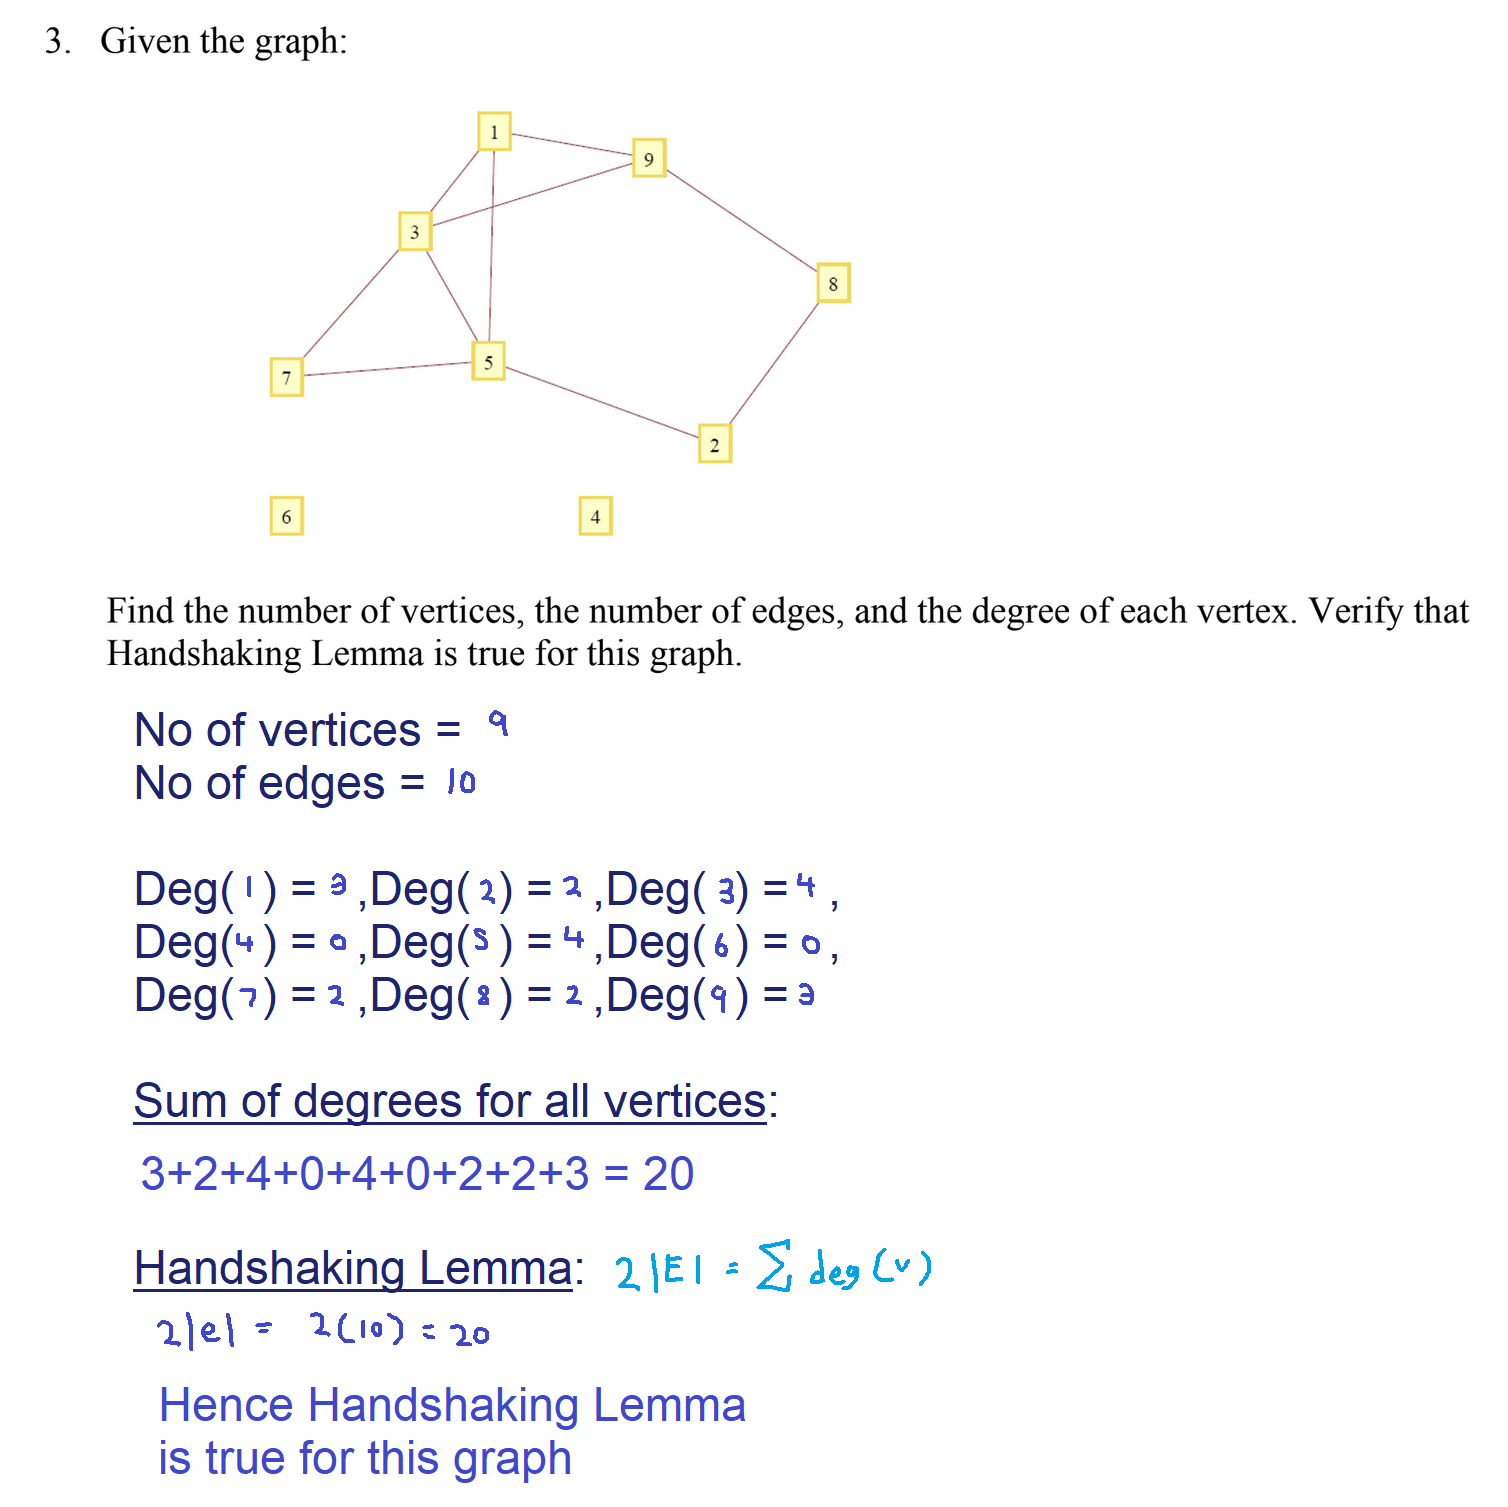 3. Given the graph:
1
9
3
8
7
5
2
6
4
Find the number of vertices, the number of edges, and the degree of each vertex. Verify that
Handshaking Lemma is true for this graph.
No of vertices = 9
No of edges = 10
Deg(1) = 3 ,Deg(2) = 2 ,Deg(3) = 4 ,
Deg(4) = 0 ,Deg(5) = 4 ,Deg(6) = 0 ,
Deg(7) = 2 ,Deg(8) = 2 ,Deg(9) = 3
Sum of degrees for all vertices:
3+2+4+0+4+0+2+2+3 = 20
Handshaking Lemma: 2|E| = ∑ deg(v)
2|e| = 2(10) = 20
Hence Handshaking Lemma
is true for this graph